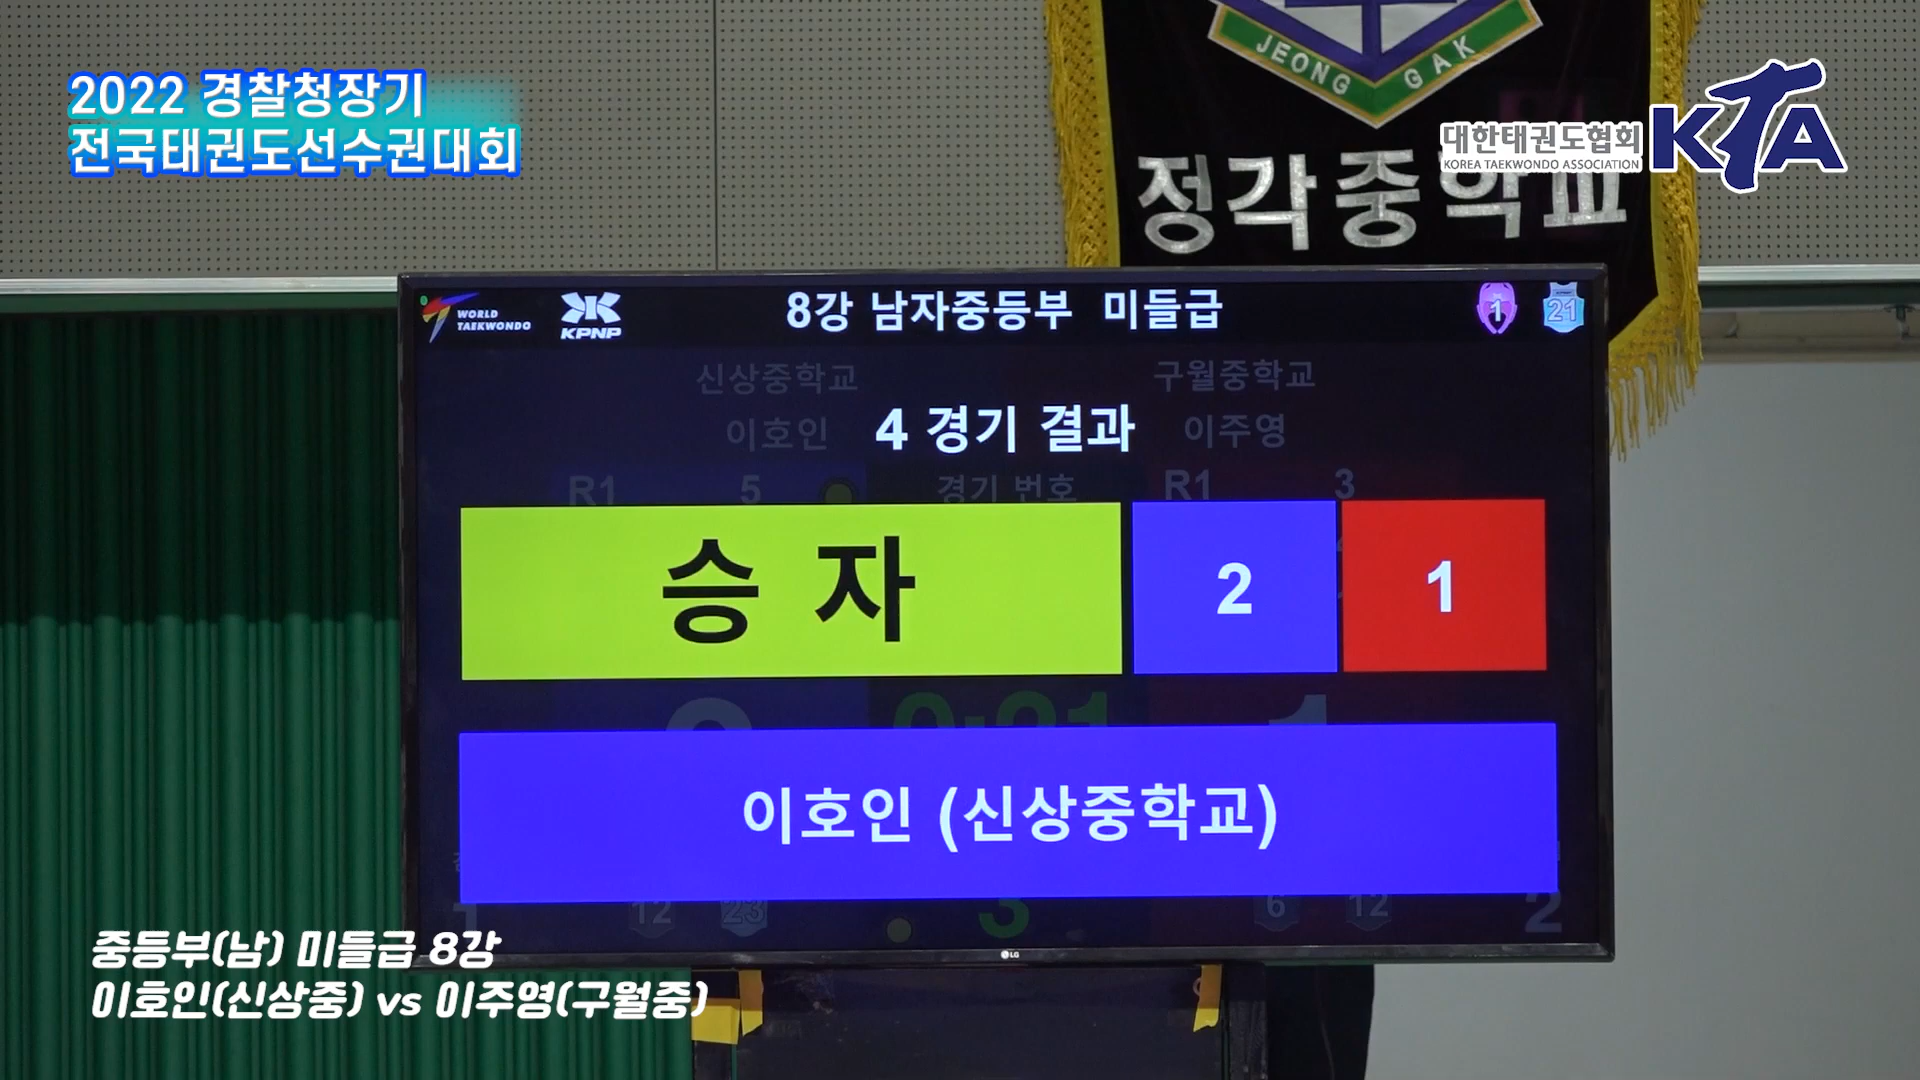 2022 경찰청장기
전국태권도선수권대회
JEONG GAK
대한태권도협회
KOREA TAEKWONDO ASSOCIATION
KTA
정각중학교
WORLD
TAEKWONDO
KPNP
8강 남자중등부 미들급
1
21
신상중학교
구월중학교
이호인
4 경기 결과
이주영
R1 5
경기 번호
R1 3
승 자
2
1
이호인 (신상중학교)
12
23
3
6
12
2
LG
중등부(남) 미들급 8강
이호인(신상중) vs 이주영(구월중)